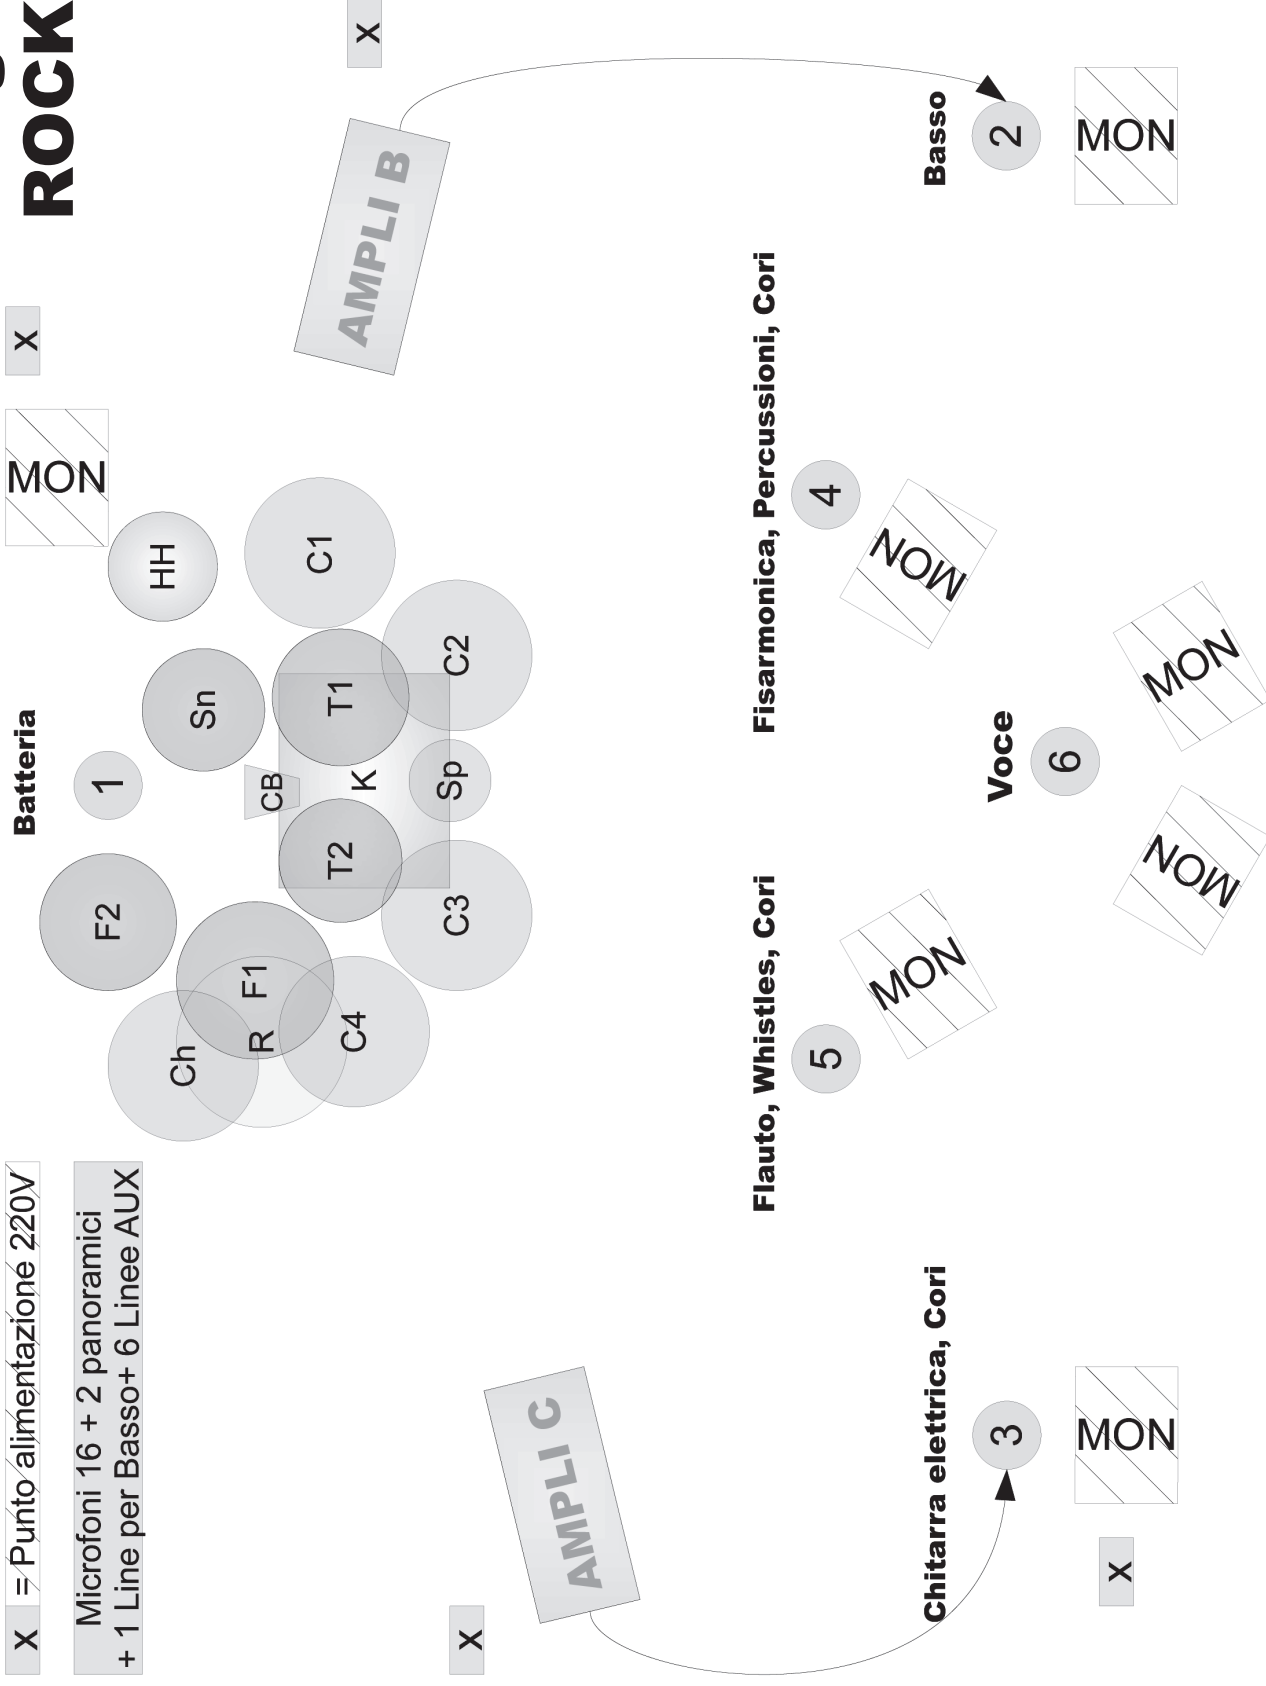 ROCK
X = Punto alimentazione 220V
Microfoni 16 + 2 panoramici
+ 1 Line per Basso+ 6 Linee AUX
Batteria
1
MON
X
F2
Ch
Sn
HH
F1
R
CB
C4
T2
K
T1
C1
C3
Sp
C2
X
AMPLI B
X
AMPLI C
Flauto, Whistles, Cori
5
MON
Fisarmonica, Percussioni, Cori
4
MON
Chitarra elettrica, Cori
3
MON
X
Voce
6
MON
MON
Basso
2
MON